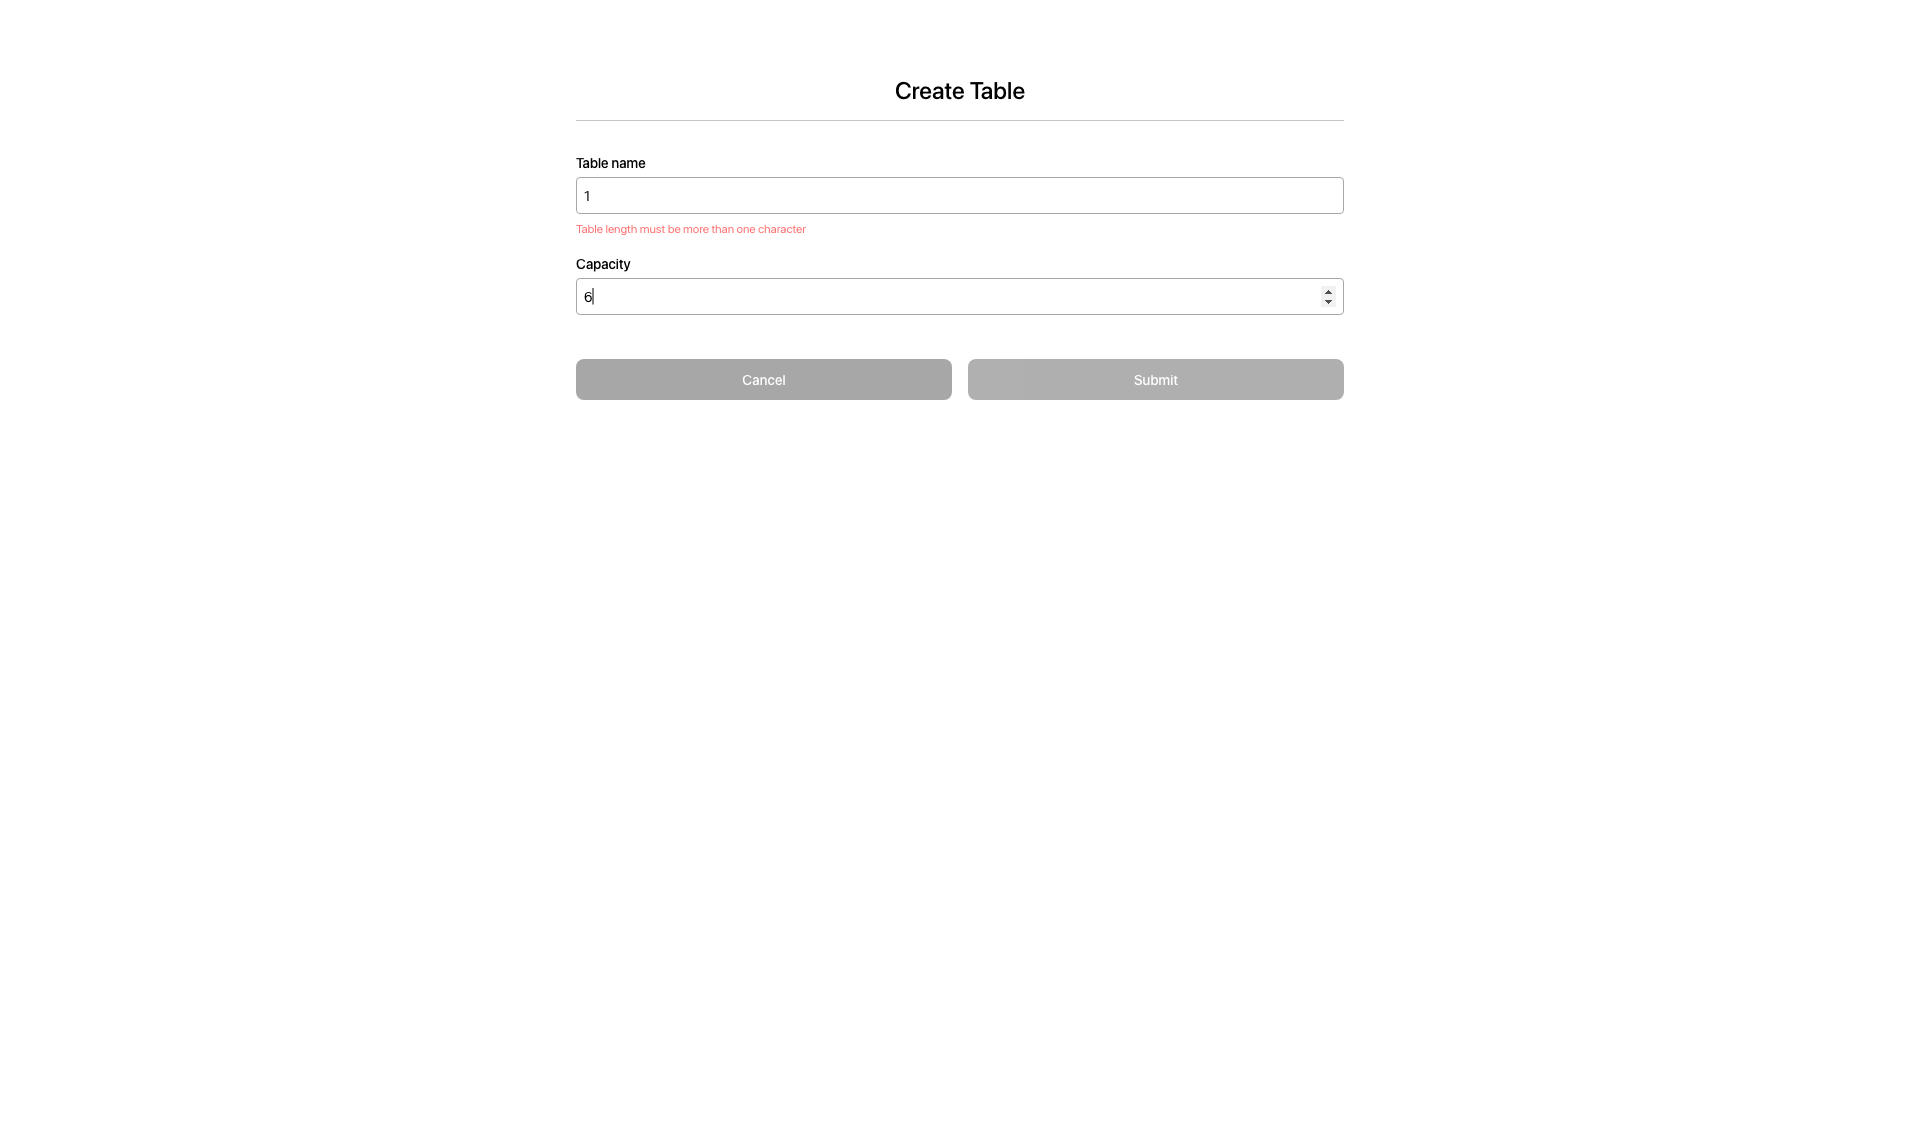 Create Table
Table name
1
Table length must be more than one character
Capacity
6
Cancel
Submit